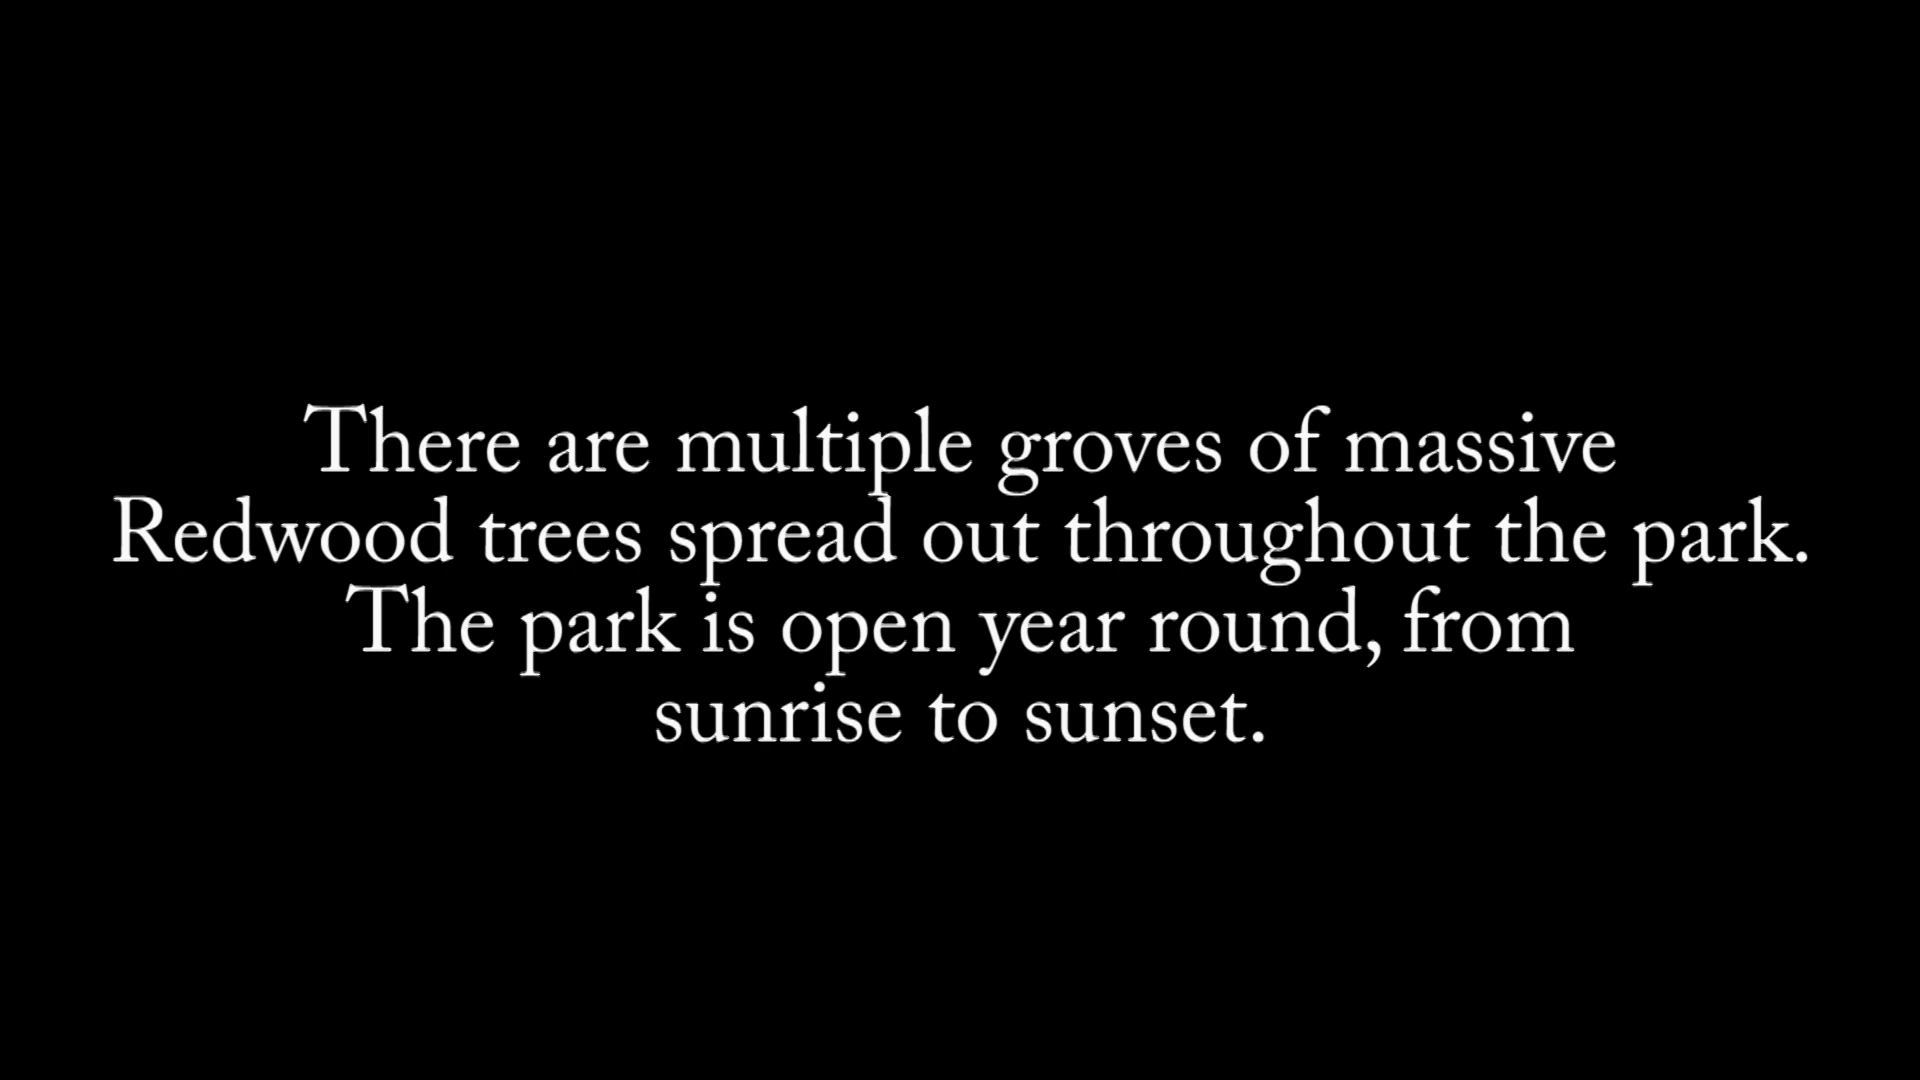 There are multiple groves of massive
Redwood trees spread out throughout the park.
The park is open year round, from
sunrise to sunset.